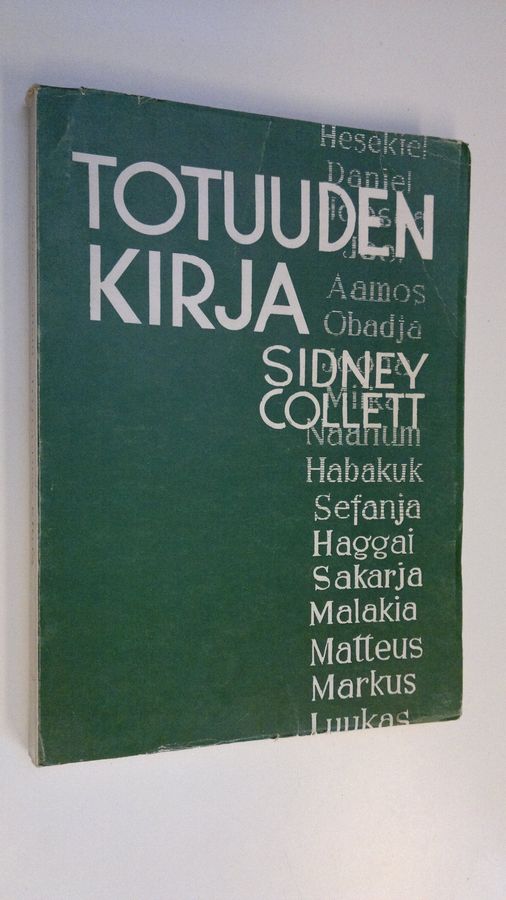 Hesekiel
Daniel
TOTUUDEN
KIRJA
Aamos
Obadja
SIDNEY
COLLETT
Naahum
Habakuk
Sefanja
Haggai
Sakarja
Malakia
Matteus
Markus
Luukas